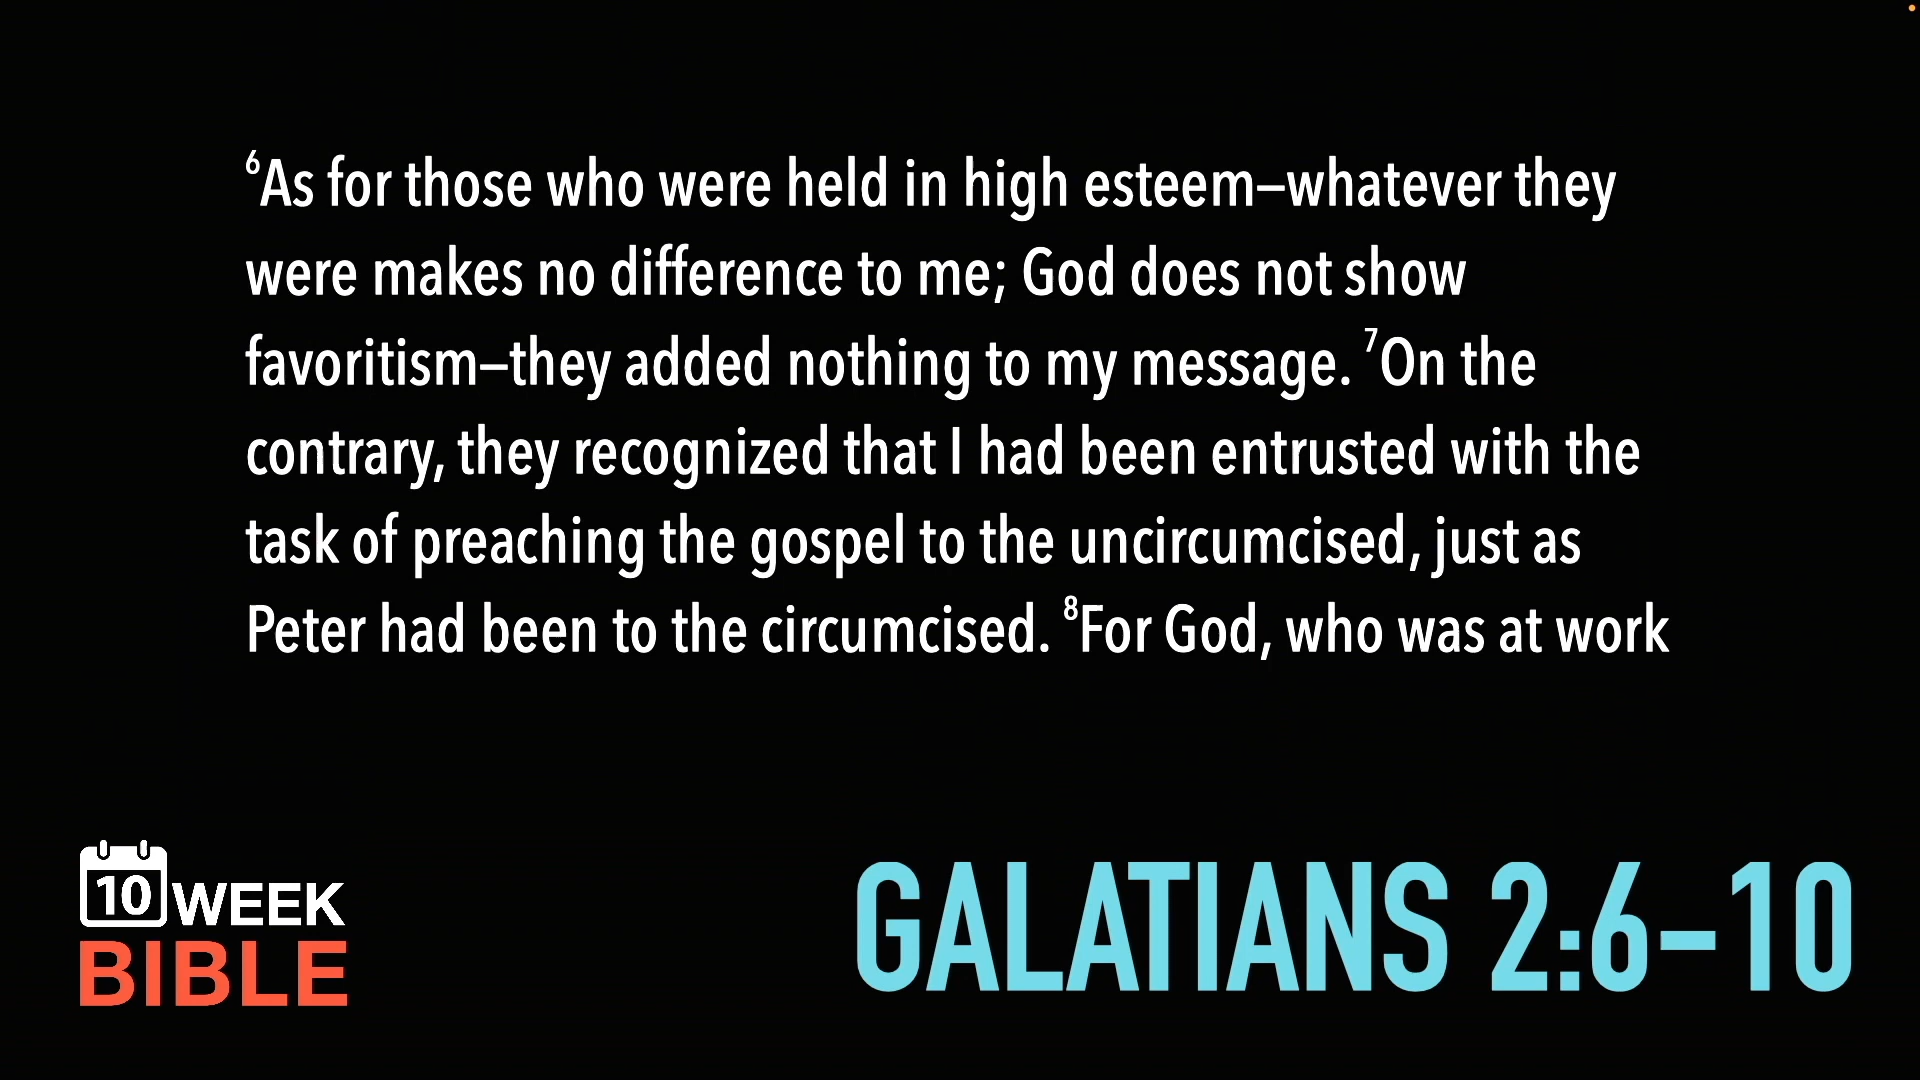 ⁶As for those who were held in high esteem–whatever they
were makes no difference to me; God does not show
favoritism–they added nothing to my message. ⁷On the
contrary, they recognized that I had been entrusted with the
task of preaching the gospel to the uncircumcised, just as
Peter had been to the circumcised. ⁸For God, who was at work
10 WEEK
BIBLE
GALATIANS 2:6–10